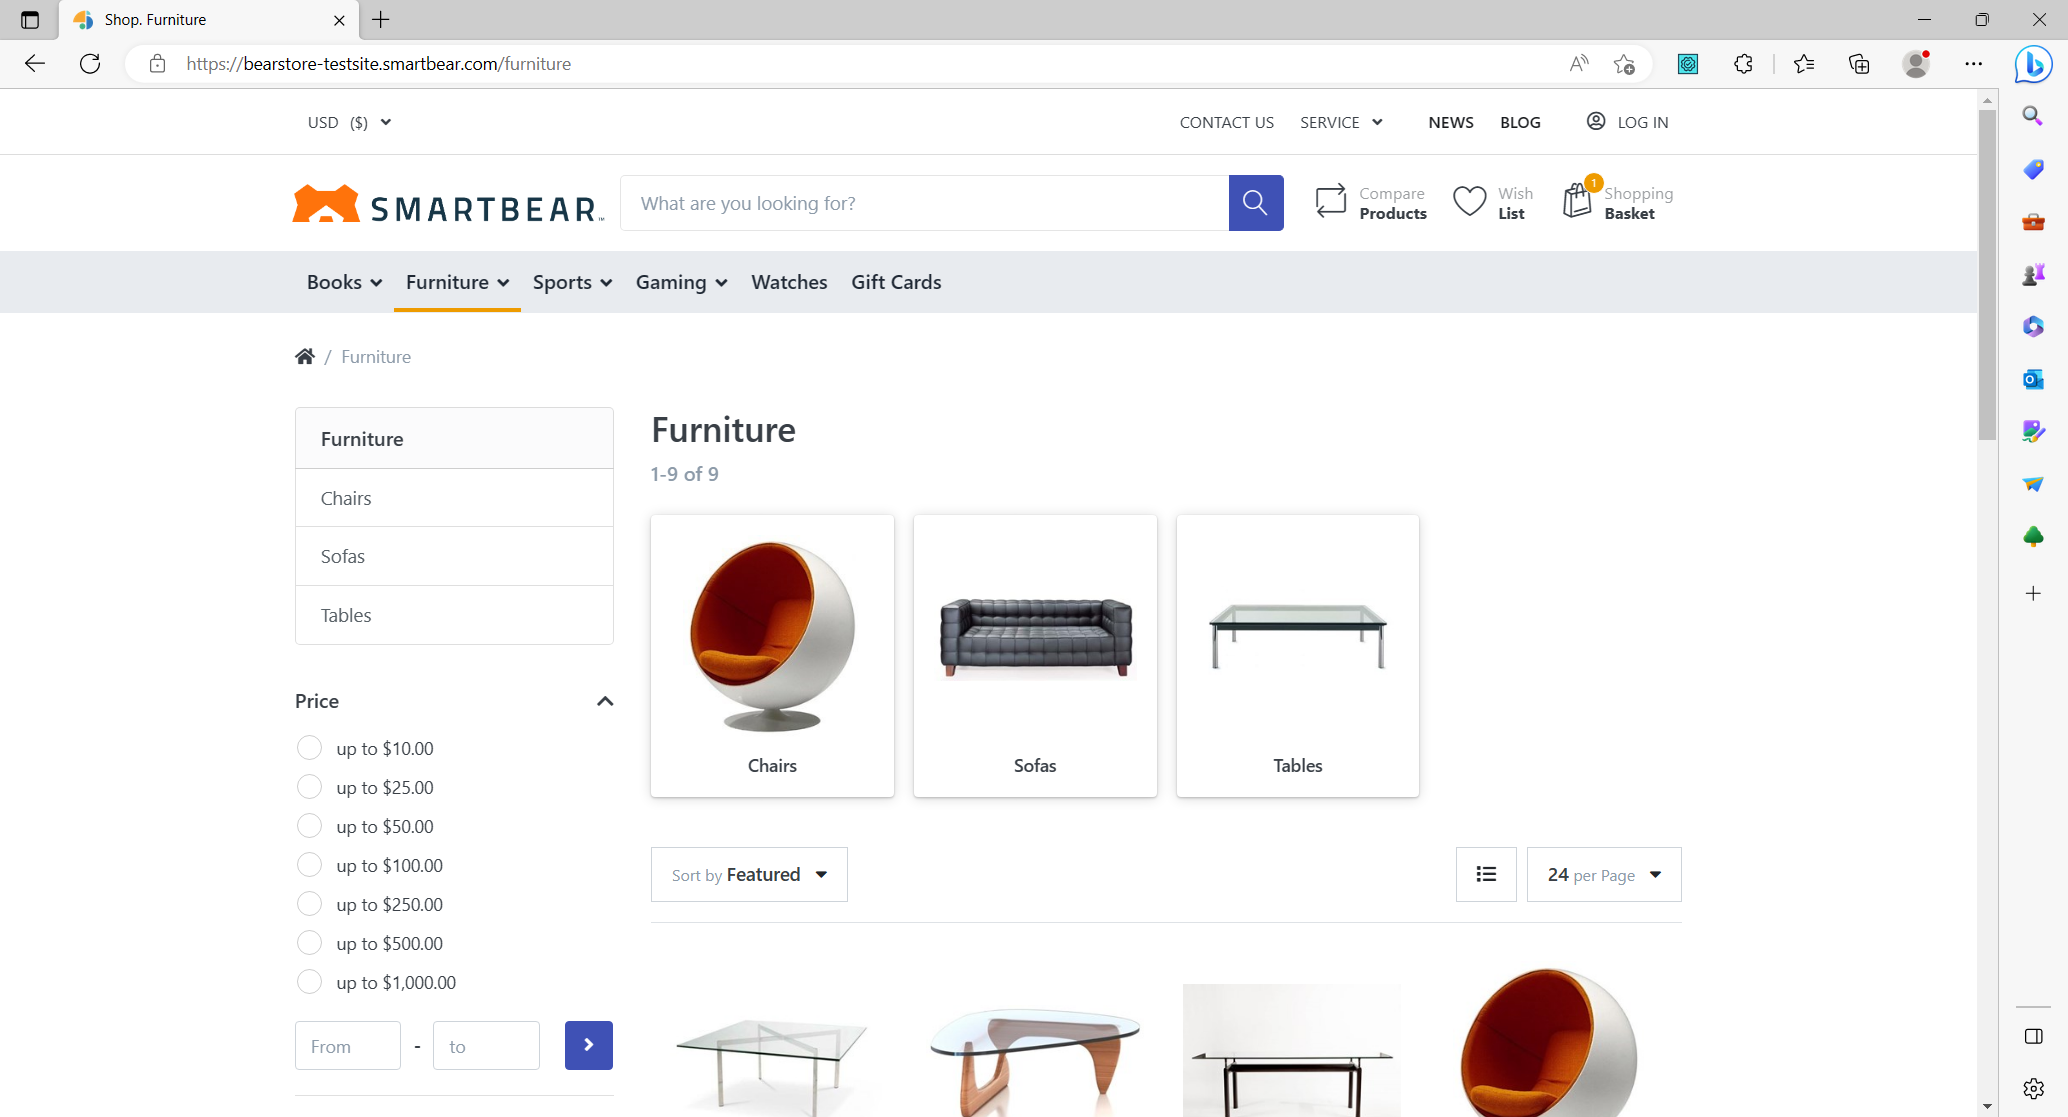 Shop. Furniture
https://bearstore-testsite.smartbear.com/furniture
USD ($)
CONTACT US
SERVICE
NEWS
BLOG
LOG IN
SMARTBEAR™
What are you looking for?
Compare
Products
Wish
List
1
Shopping
Basket
Books
Furniture
Sports
Gaming
Watches
Gift Cards
/ Furniture
Furniture
Chairs
Sofas
Tables
Price
up to $10.00
up to $25.00
up to $50.00
up to $100.00
up to $250.00
up to $500.00
up to $1,000.00
From - to
Furniture
1-9 of 9
Chairs
Sofas
Tables
Sort by Featured
24 per Page